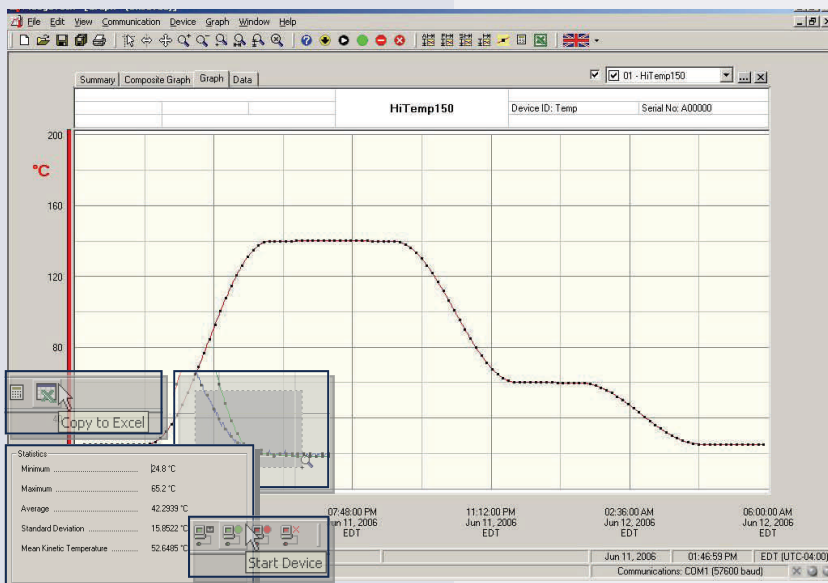 File Edit View Communication Device Graph Window Help
Summary Composite Graph Graph Data
01 - HiTemp150
HiTemp150 Device ID: Temp Serial No: A00000
200
°C
160
120
80
Copy to Excel
Statistics
Minimum 24.8 °C
Maximum 65.2 °C
Average 42.2939 °C
Standard Deviation 15.8522 °C
Mean Kinetic Temperature 52.6485 °C
Start Device
07:48:00 PM 11:12:00 PM 02:36:00 AM 06:00:00 AM
Jun 11, 2006 Jun 11, 2006 Jun 12, 2006 Jun 12, 2006
EDT EDT EDT EDT
Jun 11, 2006 01:46:59 PM EDT (UTC-04:00)
Communications: COM1 (57600 baud)